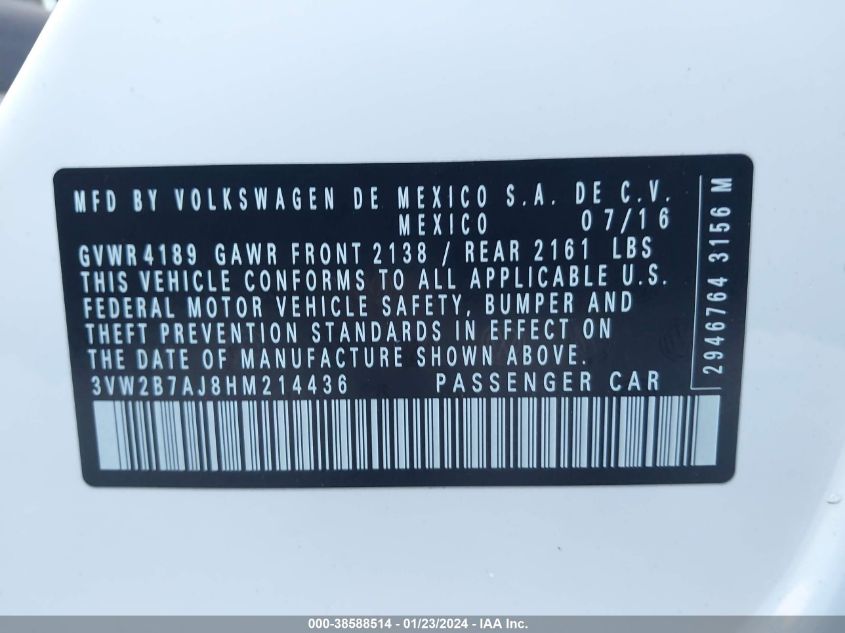 MFD BY VOLKSWAGEN DE MEXICO S.A. DE C.V.
MEXICO 07/16
GVWR 4189 GAWR FRONT 2138 / REAR 2161 LBS
THIS VEHICLE CONFORMS TO ALL APPLICABLE U.S.
FEDERAL MOTOR VEHICLE SAFETY, BUMPER AND
THEFT PREVENTION STANDARDS IN EFFECT ON
THE DATE OF MANUFACTURE SHOWN ABOVE.
3VW2B7AJ8HM214436 PASSENGER CAR
2946764 3156 M
000-38588514 - 01/23/2024 - IAA Inc.